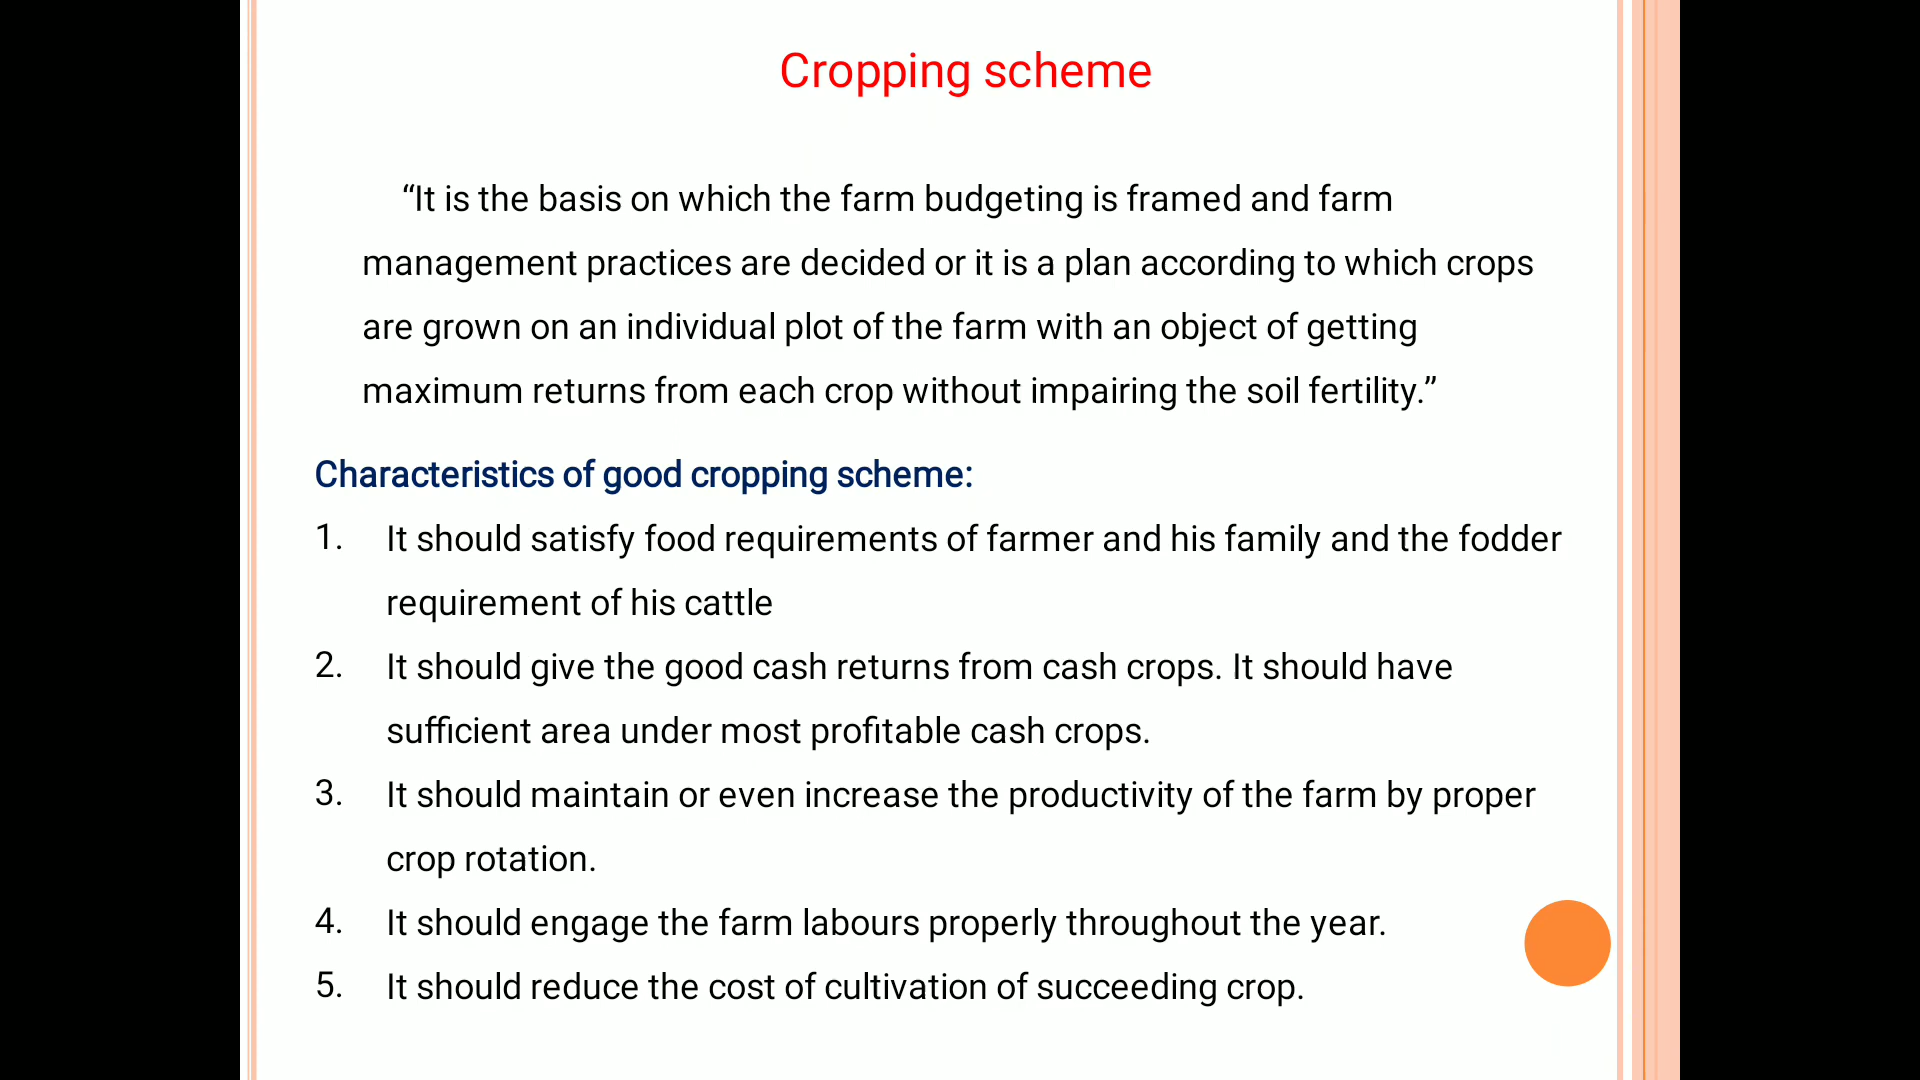 Cropping scheme
“It is the basis on which the farm budgeting is framed and farm
management practices are decided or it is a plan according to which crops
are grown on an individual plot of the farm with an object of getting
maximum returns from each crop without impairing the soil fertility.”
Characteristics of good cropping scheme:
1. It should satisfy food requirements of farmer and his family and the fodder
requirement of his cattle
2. It should give the good cash returns from cash crops. It should have
sufficient area under most profitable cash crops.
3. It should maintain or even increase the productivity of the farm by proper
crop rotation.
4. It should engage the farm labours properly throughout the year.
5. It should reduce the cost of cultivation of succeeding crop.